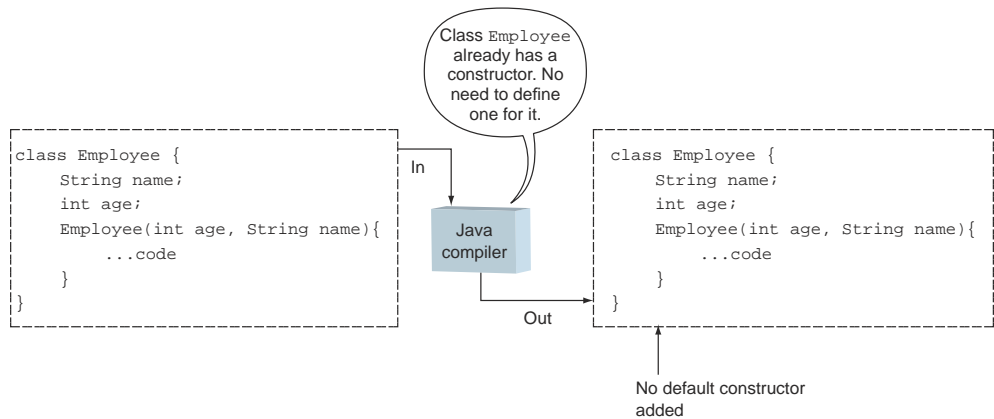 Class Employee
already has a
constructor. No
need to define
one for it.
class Employee {
String name;
int age;
Employee(int age, String name){
...code
}
}
In
Java
compiler
Out
class Employee {
String name;
int age;
Employee(int age, String name){
...code
}
}
No default constructor
added